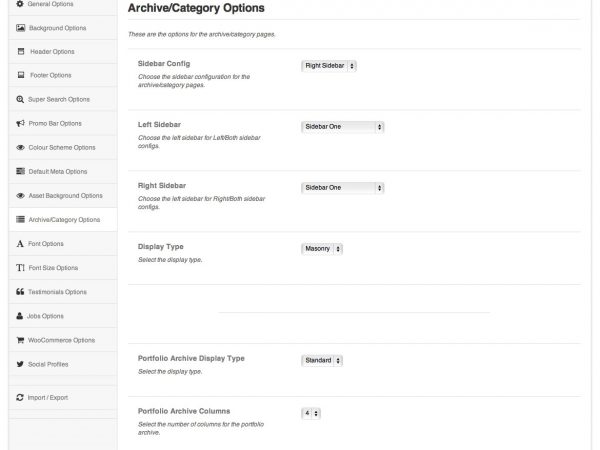 General Options
Background Options
Header Options
Footer Options
Super Search Options
Promo Bar Options
Colour Scheme Options
Default Meta Options
Asset Background Options
Archive/Category Options
Font Options
Font Size Options
Testimonials Options
Jobs Options
WooCommerce Options
Social Profiles
Import / Export
Archive/Category Options
These are the options for the archive/category pages.
Sidebar Config
Right Sidebar
Choose the sidebar configuration for the
archive/category pages.
Left Sidebar
Sidebar One
Choose the left sidebar for Left/Both sidebar
configs.
Right Sidebar
Sidebar One
Choose the left sidebar for Right/Both sidebar
configs.
Display Type
Masonry
Select the display type.
Portfolio Archive Display Type
Standard
Select the display type.
Portfolio Archive Columns
4
Select the number of columns for the portfolio
archive.